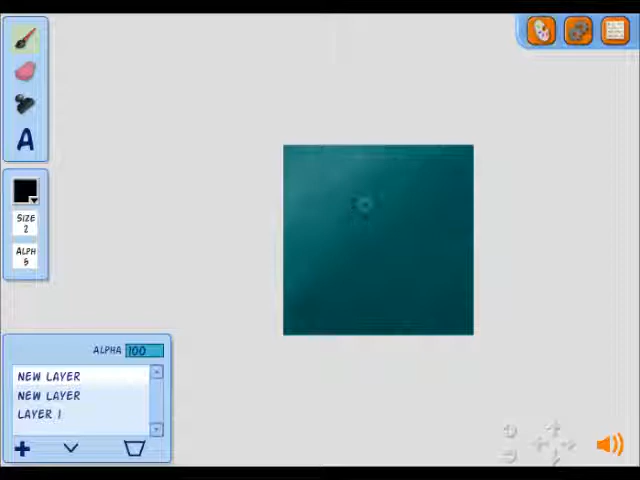 A
SIZE
2
ALPH
5
ALPHA 100
NEW LAYER
NEW LAYER
LAYER 1